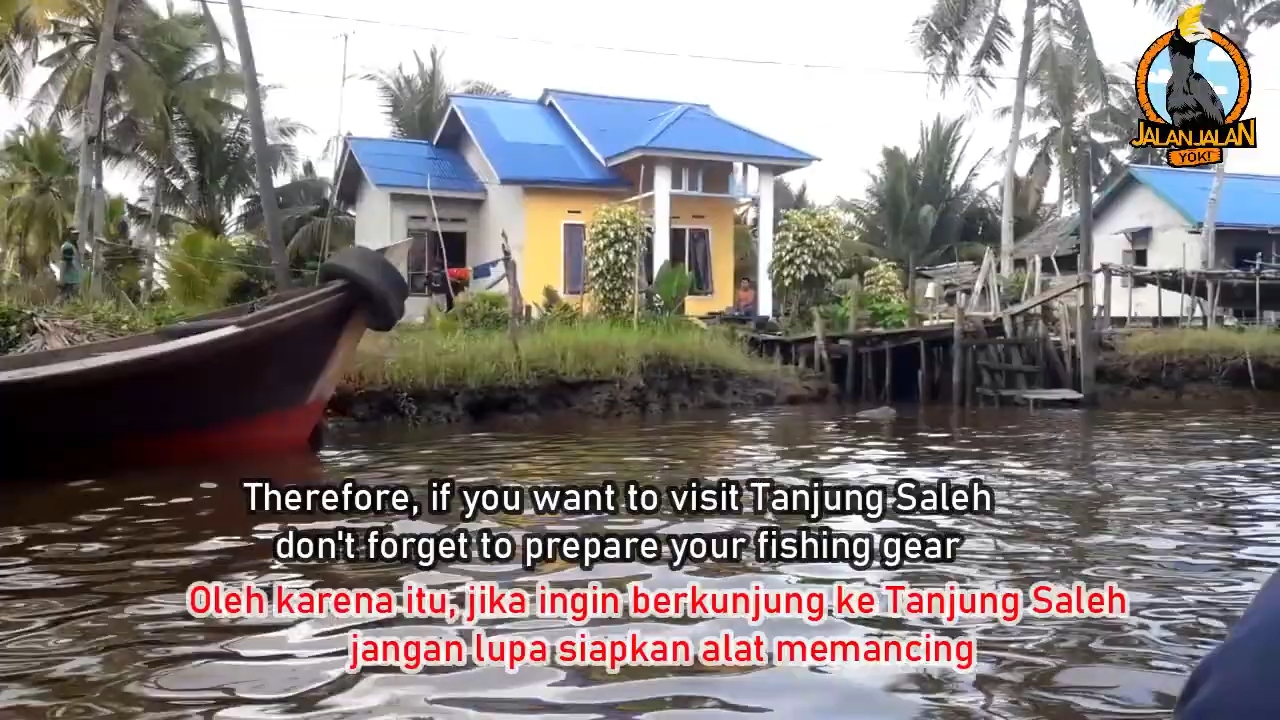 JALAN JALAN
YOK!
Therefore, if you want to visit Tanjung Saleh
don't forget to prepare your fishing gear
Oleh karena itu, jika ingin berkunjung ke Tanjung Saleh
jangan lupa siapkan alat memancing